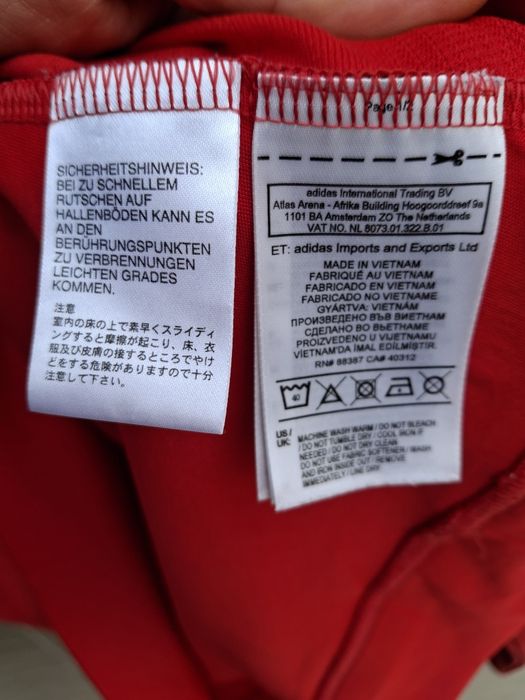 SICHERHEITSHINWEIS:
BEI ZU SCHNELLEM
RUTSCHEN AUF
HALLENBÖDEN KANN ES
AN DEN
BERÜHRUNGSPUNKTEN
ZU VERBRENNUNGEN
LEICHTEN GRADES
KOMMEN.
注意
室内の床の上で素早くスライディ
ングすると摩擦が起こり、床、衣
服及び皮膚の接するところでやけ
どをする危険がありますので十分
注意して下さい。
Page 1/2
adidas International Trading BV
Atlas Arena - Afrika Building Hoogoorddreef 9a
1101 BA Amsterdam ZO The Netherlands
VAT NO. NL 8073.01.322.B.01
ET: adidas Imports and Exports Ltd
MADE IN VIETNAM
FABRIQUÉ AU VIETNAM
FABRICADO EN VIETNAM
FABRICADO NO VIETNAME
GYÁRTVA: VIETNÁM
ПРОИЗВЕДЕНО ВЪВ ВИЕТНАМ
СДЕЛАНО ВО ВЬЕТНАМЕ
PROIZVEDENO U VIJETNAMU
VİETNAM'DA İMAL EDİLMİŞTİR.
RN# 88387 CA# 40312
40
US / UK: MACHINE WASH WARM / DO NOT BLEACH
/ DO NOT TUMBLE DRY / COOL IRON IF
NEEDED / DO NOT DRY CLEAN
DO NOT USE FABRIC SOFTENER / WASH
AND IRON INSIDE OUT / REMOVE
IMMEDIATELY / LINE DRY